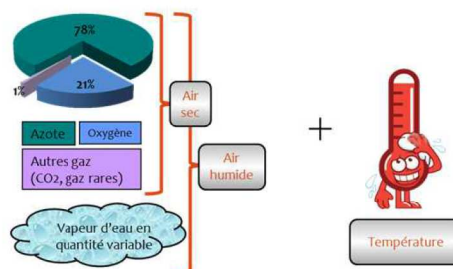 78%
1%
21%
Air
sec
Azote
Oxygène
Autres gaz
(CO2, gaz rares)
Air
humide
+
Vapeur d'eau en
quantité variable
Température